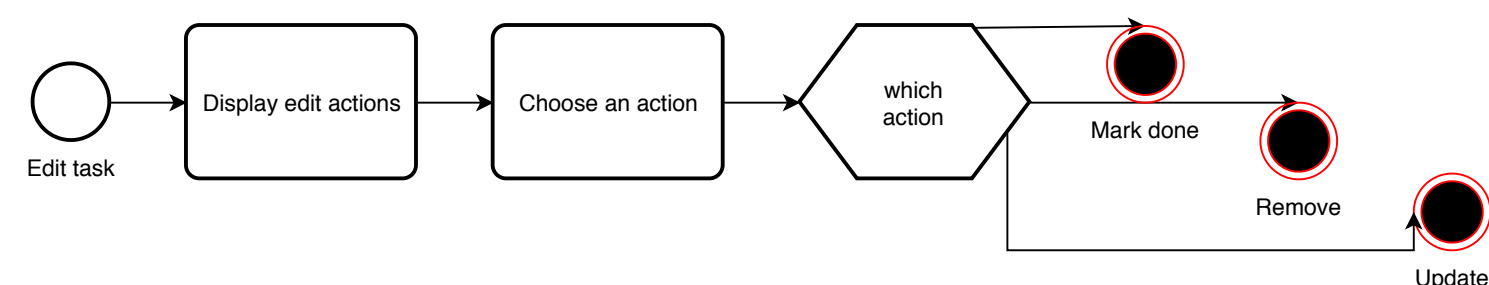 Edit task
Display edit actions
Choose an action
which
action
Mark done
Remove
Update